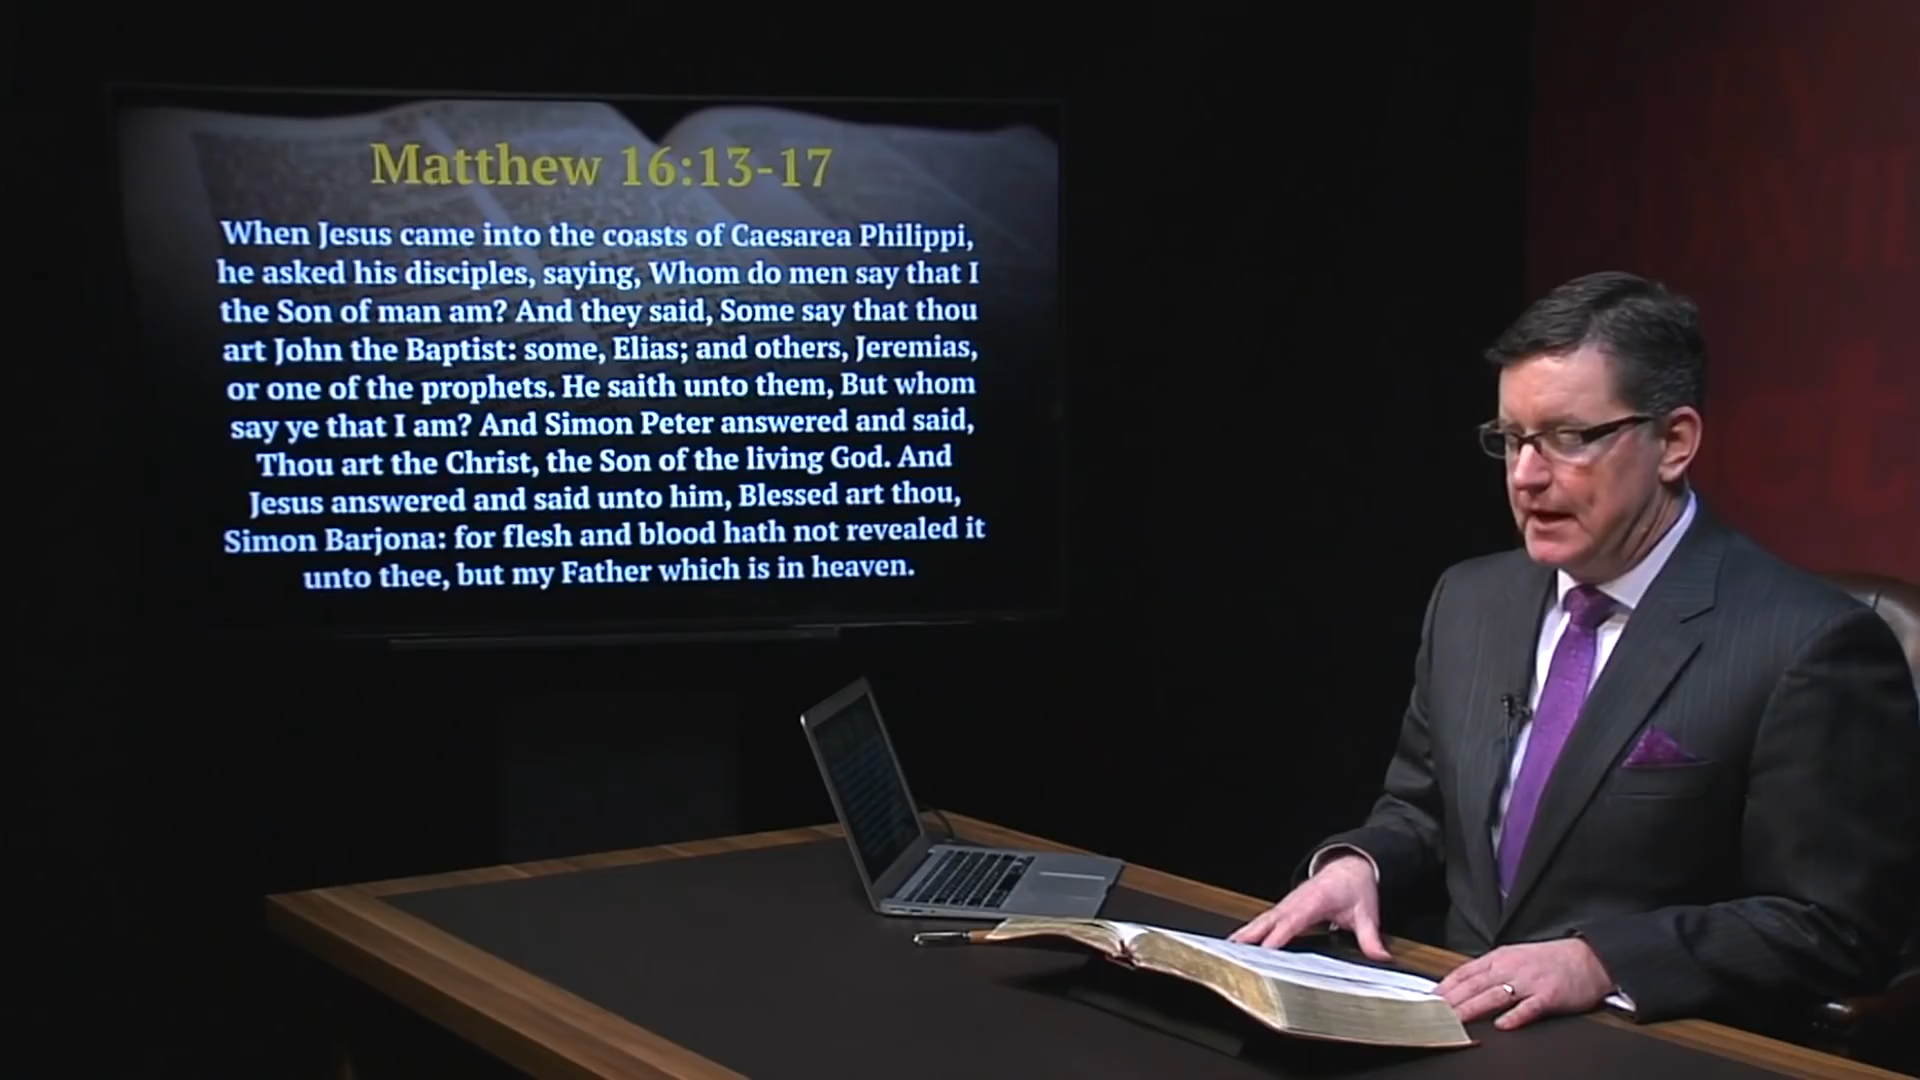 Matthew 16:13-17
When Jesus came into the coasts of Caesarea Philippi,
he asked his disciples, saying, Whom do men say that I
the Son of man am? And they said, Some say that thou
art John the Baptist: some, Elias; and others, Jeremias,
or one of the prophets. He saith unto them, But whom
say ye that I am? And Simon Peter answered and said,
Thou art the Christ, the Son of the living God. And
Jesus answered and said unto him, Blessed art thou,
Simon Barjona: for flesh and blood hath not revealed it
unto thee, but my Father which is in heaven.